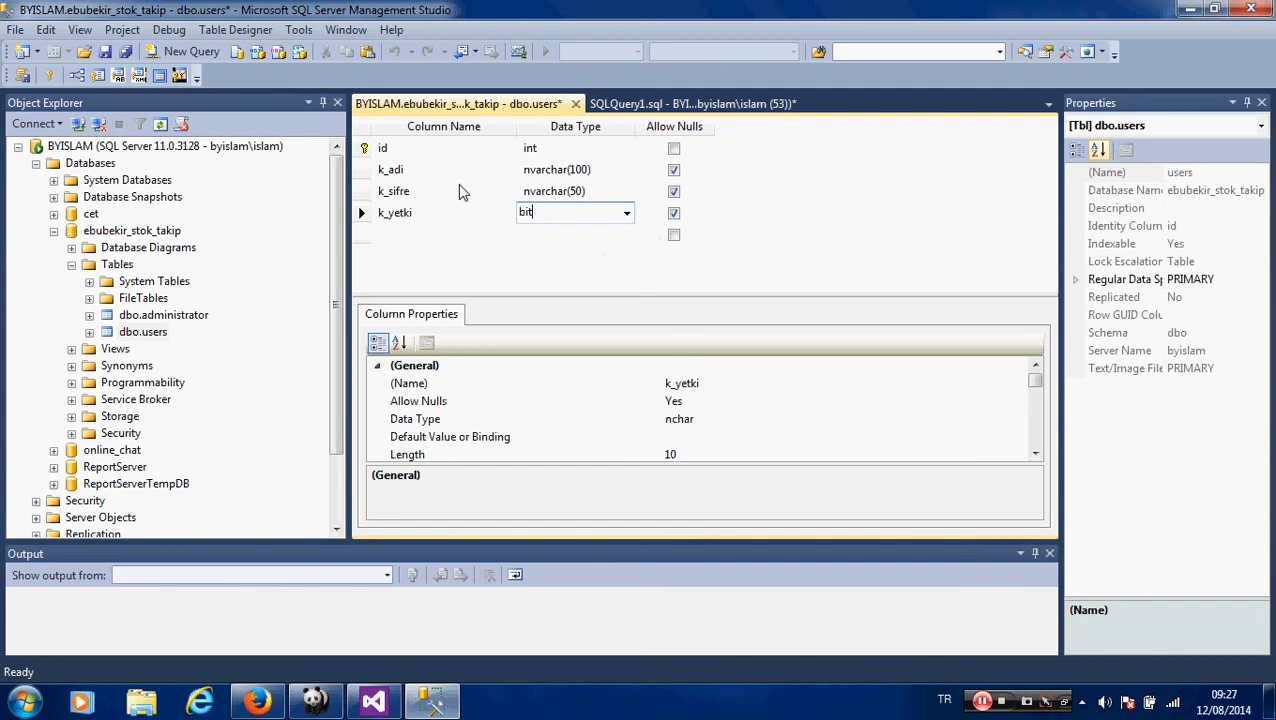 BYISLAM.ebubekir_stok_takip - dbo.users* - Microsoft SQL Server Management Studio
File Edit View Project Debug Table Designer Tools Window Help
New Query
Object Explorer
Connect
BYISLAM (SQL Server 11.0.3128 - byislam\islam)
Databases
System Databases
Database Snapshots
cet
ebubekir_stok_takip
Database Diagrams
Tables
System Tables
FileTables
dbo.administrator
dbo.users
Views
Synonyms
Programmability
Service Broker
Storage
Security
online_chat
ReportServer
ReportServerTempDB
Security
Server Objects
Replication
BYISLAM.ebubekir_s...k_takip - dbo.users* SQLQuery1.sql - BYI...byislam\islam (53))*
Column Name Data Type Allow Nulls
id int
k_adi nvarchar(100)
k_sifre nvarchar(50)
k_yetki bit
Column Properties
(General)
(Name) k_yetki
Allow Nulls Yes
Data Type nchar
Default Value or Binding
Length 10
(General)
Properties
[Tbl] dbo.users
(Name) users
Database Name ebubekir_stok_takip
Description
Identity Column id
Indexable Yes
Lock Escalation Table
Regular Data Sp PRIMARY
Replicated No
Row GUID Colu
Schema dbo
Server Name byislam
Text/Image File PRIMARY
(Name)
Output
Show output from:
Ready
TR
09:27
12/08/2014